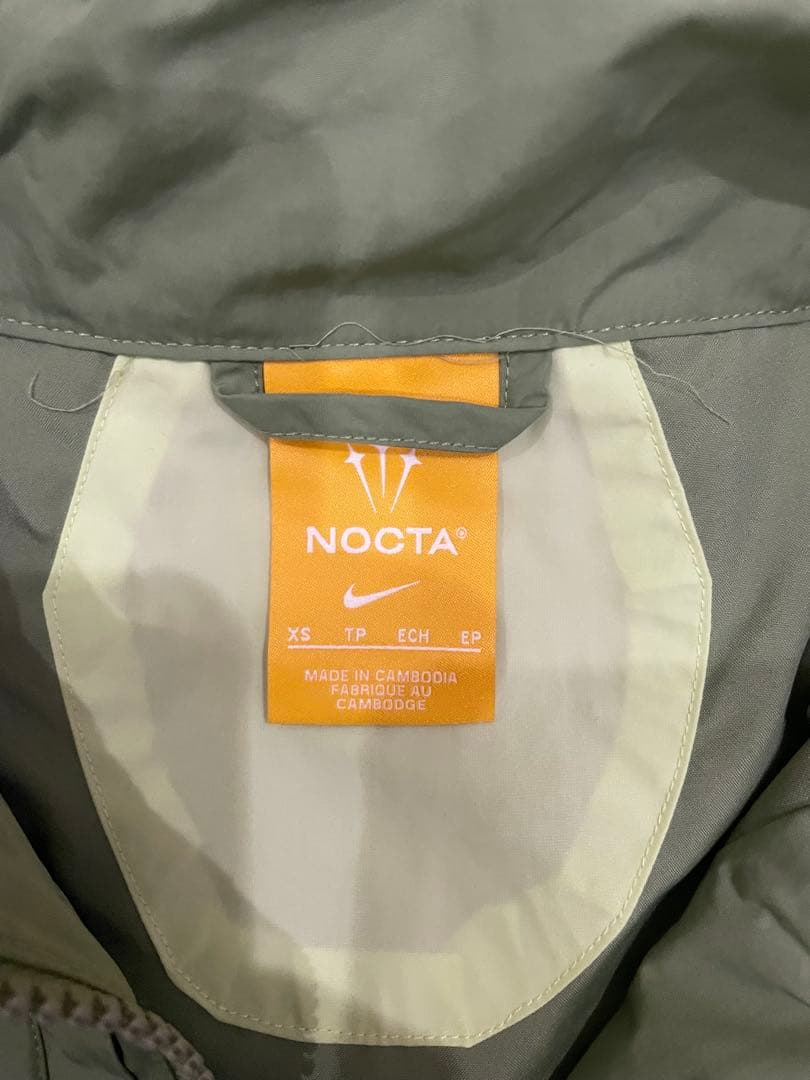 NOCTA®
XS TP ECH EP
MADE IN CAMBODIA
FABRIQUE AU
CAMBODGE